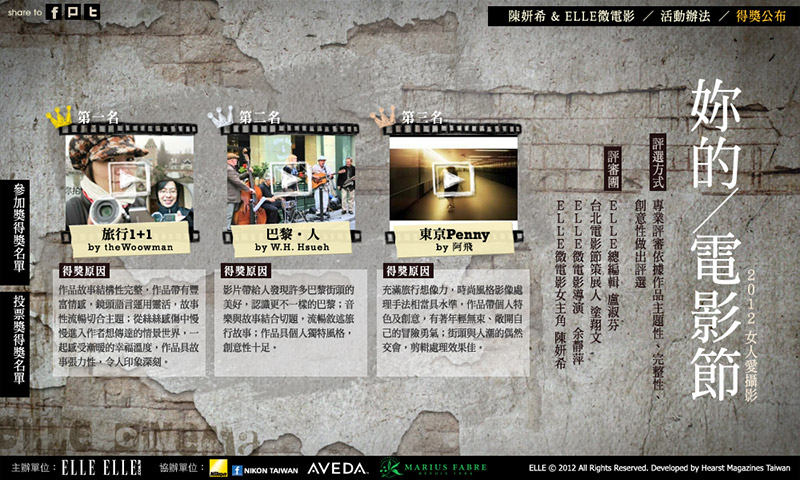 share to
陳妍希 & ELLE微電影 ／ 活動辦法 ／ 得獎公布
妳的／電影節
2012 女人愛攝影
評選方式
專業評審依據作品主題性、完整性、
創意性做出評選
評審團
ELLE總編輯 盧淑芬
台北電影節策展人 塗翔文
ELLE微電影導演 余靜萍
ELLE微電影女主角 陳妍希
第一名
旅行1+1
by theWoowman
得獎原因
作品故事結構性完整，作品帶有豐
富情感，鏡頭語言運用靈活，故事
性流暢切合主題；從絲絲感傷中慢
慢進入作者想傳達的情景世界，一
起感受漸暖的幸福溫度，作品具故
事張力性，令人印象深刻。
第二名
巴黎・人
by W.H. Hsueh
得獎原因
影片帶給人發現許多巴黎街頭的
美好，認識更不一樣的巴黎；音
樂與故事結合切題，流暢敘述旅
行故事；作品具個人獨特風格，
創意性十足。
第三名
東京Penny
by 阿飛
得獎原因
充滿旅行想像力，時尚風格影像處
理手法相當具水準，作品帶個人特
色及創意，有著年輕無束、敞開自
己的冒險勇氣；街頭與人潮的偶然
交會，剪輯處理效果佳。
參加獎得獎名單
投票獎得獎名單
ELLE cinema
主辦單位：ELLE ELLE
協辦單位：Nikon NIKON TAIWAN AVEDA MARIUS FABRE
ELLE © 2012 All Rights Reserved. Developed by Hearst Magazines Taiwan